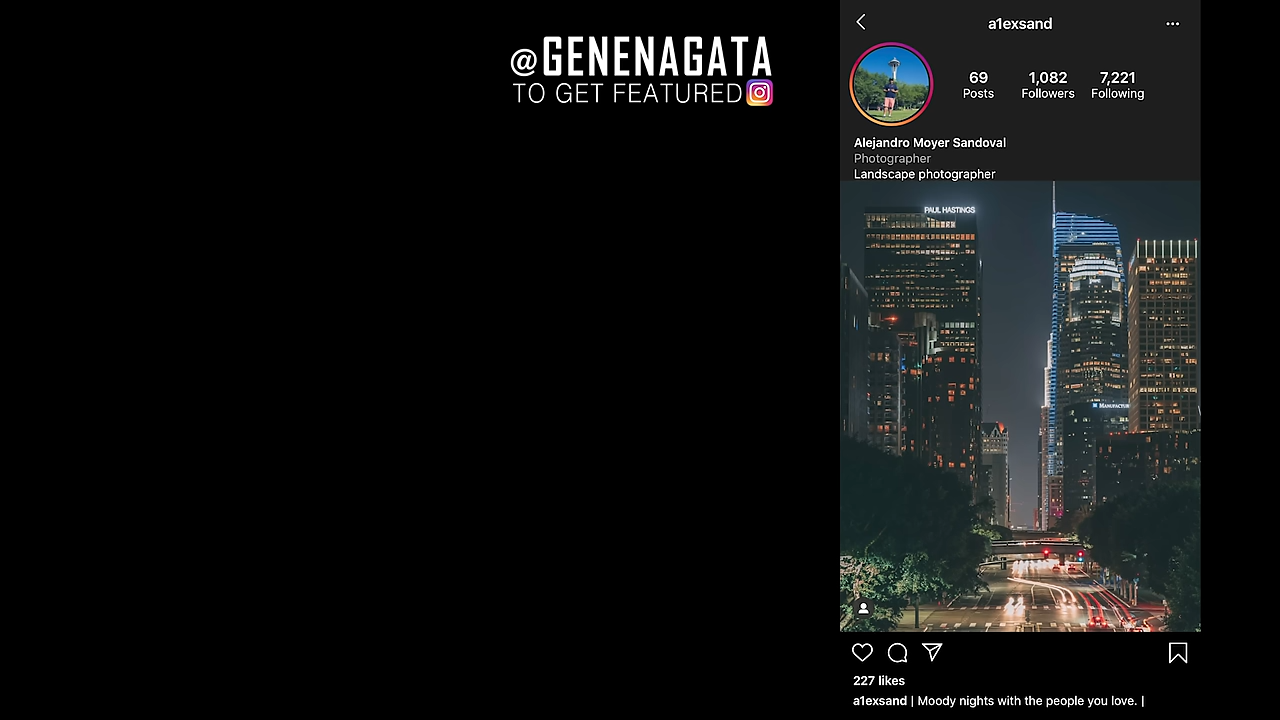 @GENENAGATA
TO GET FEATURED
a1exsand
69 1,082 7,221
Posts Followers Following
Alejandro Moyer Sandoval
Photographer
Landscape photographer
PAUL HASTINGS
227 likes
a1exsand | Moody nights with the people you love. |